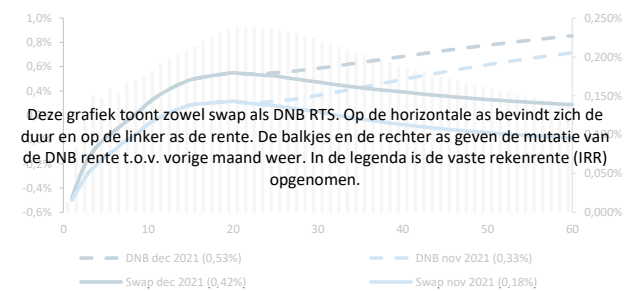 1,0%
0,250%
0,8%
0,200%
0,6%
0,4%
0,150%
Deze grafiek toont zowel swap als DNB RTS. Op de horizontale as bevindt zich de
duur en op de linker as de rente. De balkjes en de rechter as geven de mutatie van
0,100%
de DNB rente t.o.v. vorige maand weer. In de legenda is de vaste rekenrente (IRR)
-0,2%
opgenomen.
-0,4%
0,050%
-0,6%
0,000%
0 10 20 30 40 50 60
DNB dec 2021 (0,53%) DNB nov 2021 (0,33%)
Swap dec 2021 (0,42%) Swap nov 2021 (0,18%)